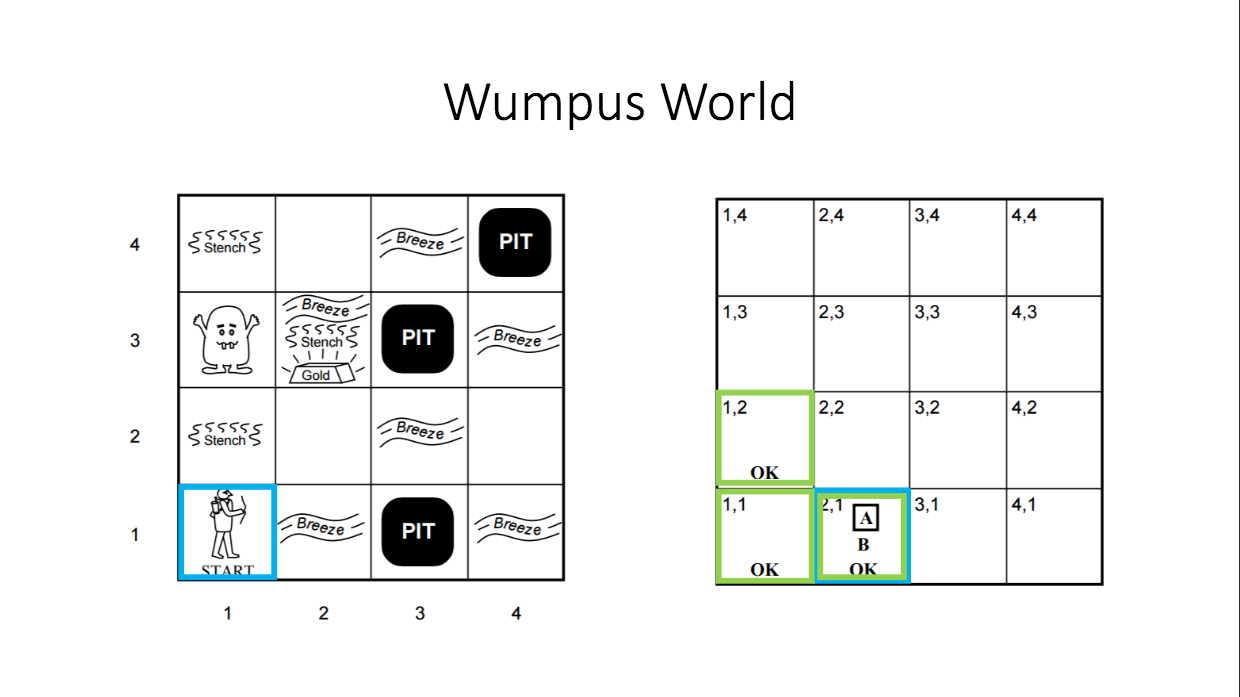 Wumpus World
4
Stench
Breeze
PIT
3
Breeze
Stench
Gold
PIT
Breeze
2
Stench
Breeze
1
START
Breeze
PIT
Breeze
1 2 3 4
1,4 2,4 3,4 4,4
1,3 2,3 3,3 4,3
1,2 2,2 3,2 4,2
OK
1,1 2,1 3,1 4,1
A
B
OK OK